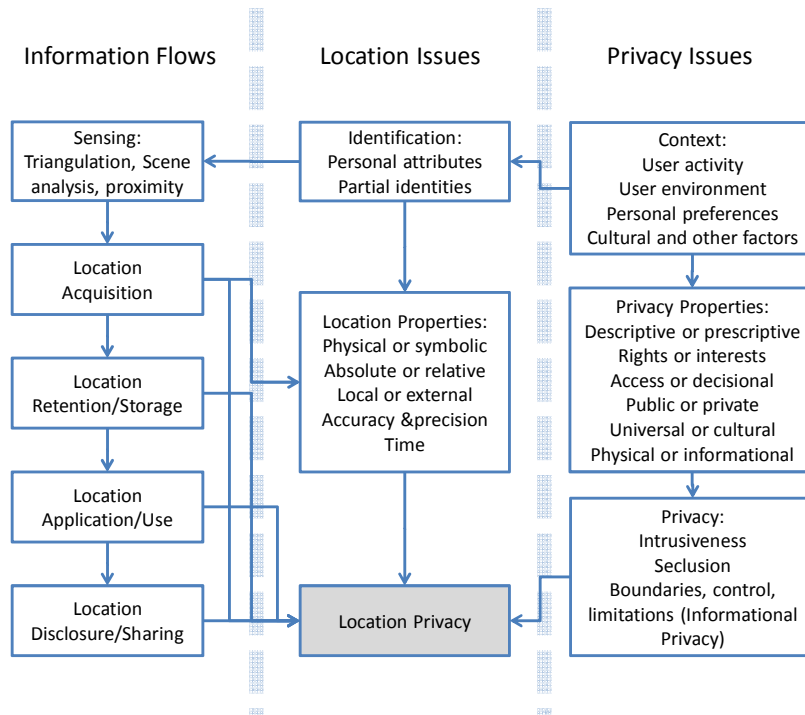 Information Flows
Location Issues
Privacy Issues
Sensing:
Triangulation, Scene
analysis, proximity
Location
Acquisition
Location
Retention/Storage
Location
Application/Use
Location
Disclosure/Sharing
Identification:
Personal attributes
Partial identities
Location Properties:
Physical or symbolic
Absolute or relative
Local or external
Accuracy &precision
Time
Location Privacy
Context:
User activity
User environment
Personal preferences
Cultural and other factors
Privacy Properties:
Descriptive or prescriptive
Rights or interests
Access or decisional
Public or private
Universal or cultural
Physical or informational
Privacy:
Intrusiveness
Seclusion
Boundaries, control,
limitations (Informational
Privacy)